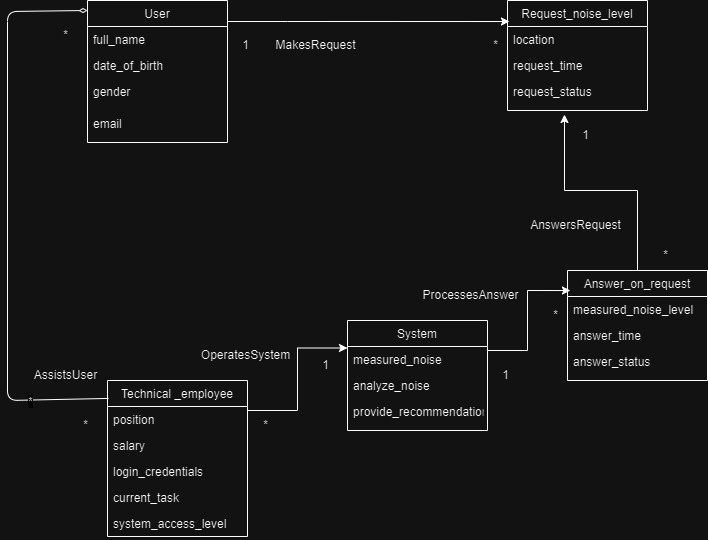 User
full_name
date_of_birth
gender
email
*
1
MakesRequest
*
Request_noise_level
location
request_time
request_status
1
AnswersRequest
*
Answer_on_request
measured_noise_level
answer_time
answer_status
ProcessesAnswer
*
1
System
measured_noise
analyze_noise
provide_recommendatio
OperatesSystem
1
*
AssistsUser
*
*
Technical _employee
position
salary
login_credentials
current_task
system_access_level